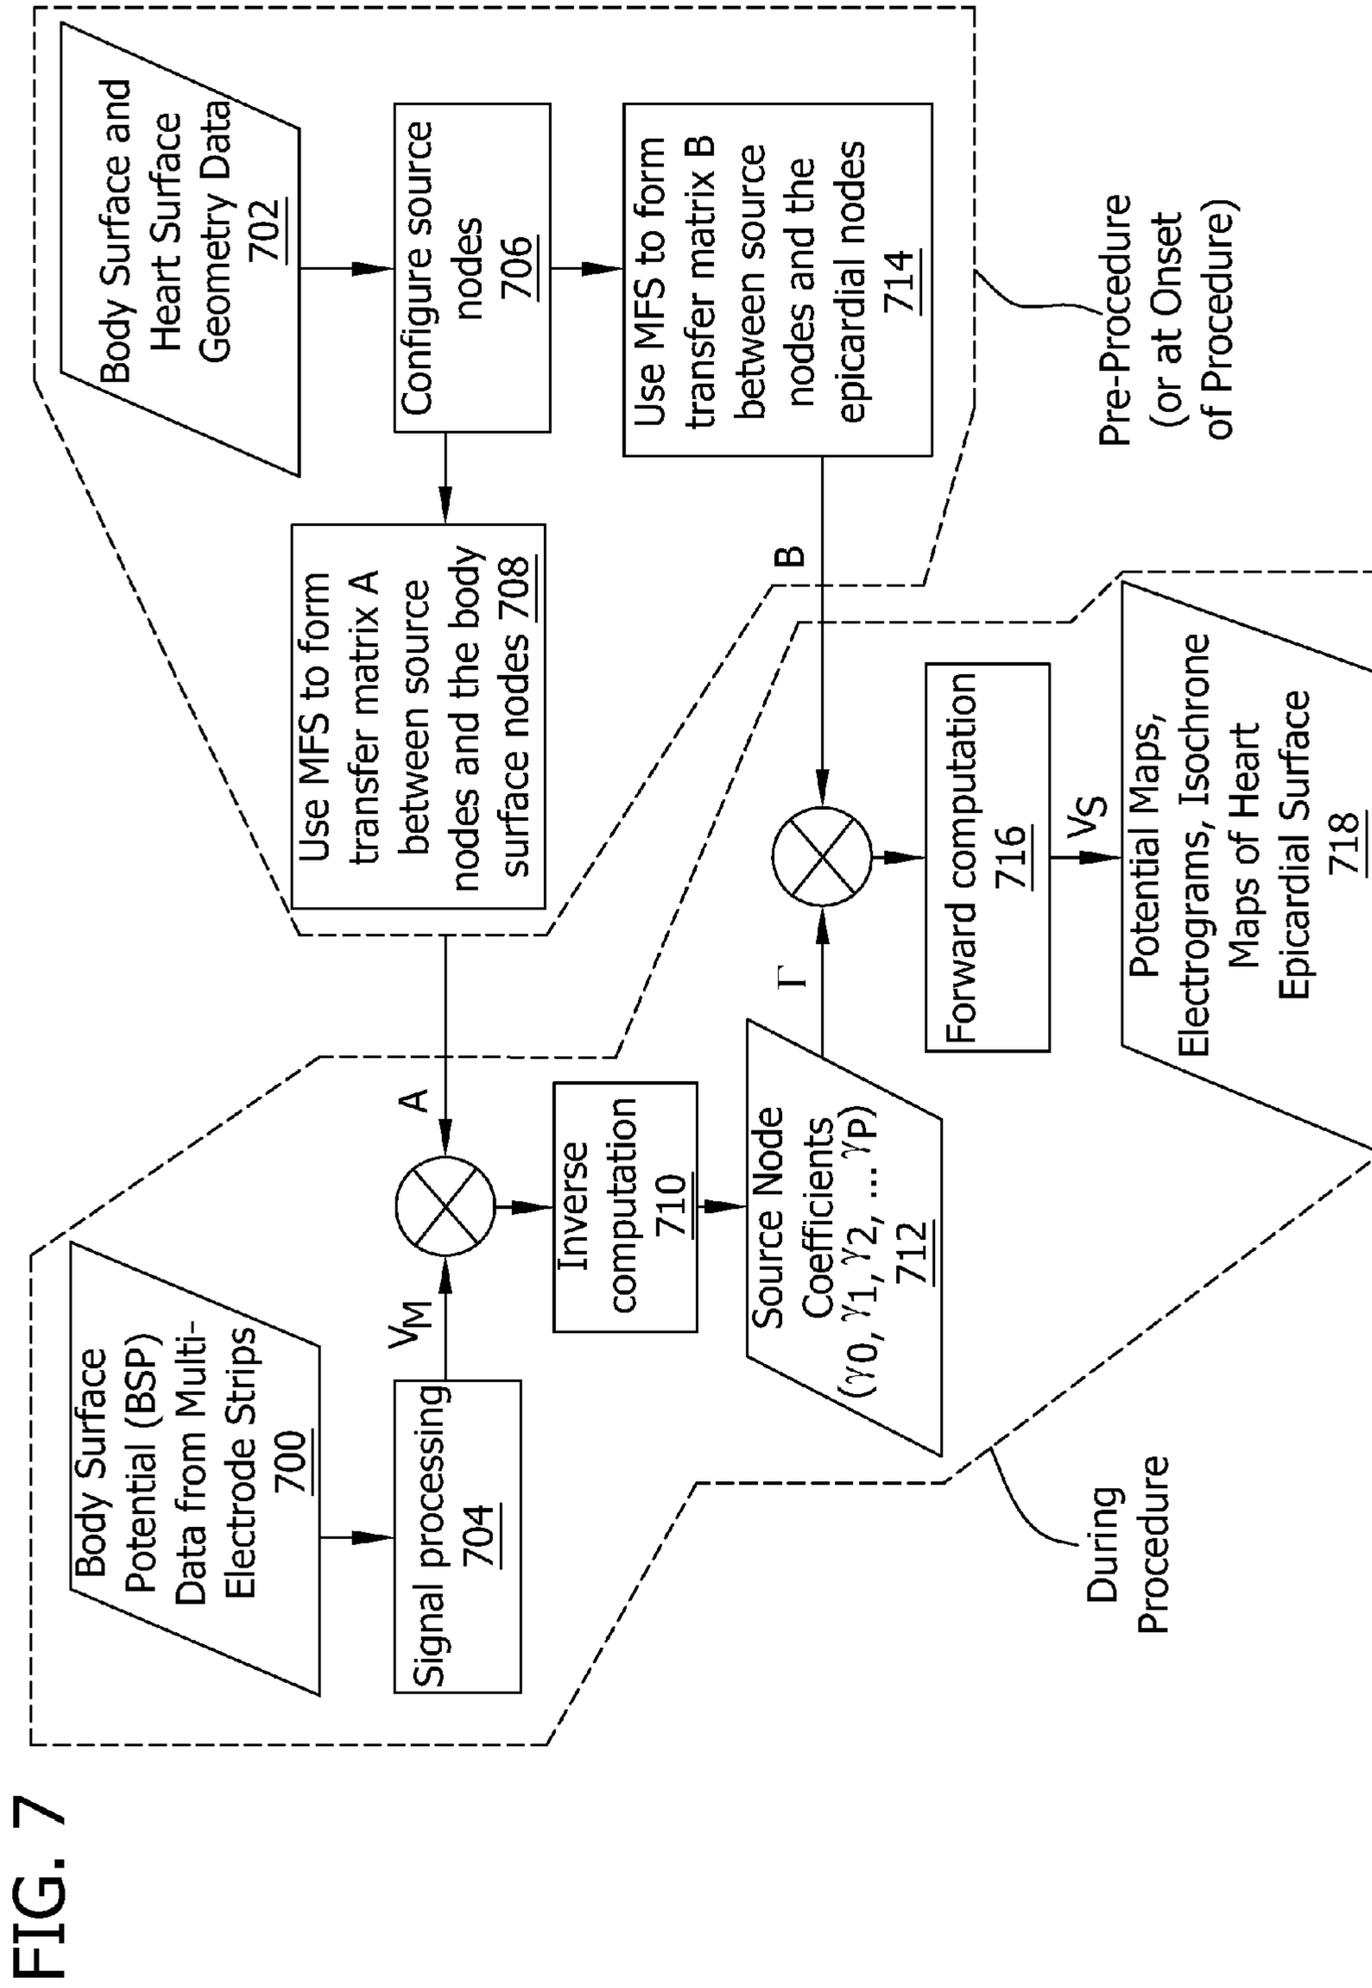 FIG. 7
Body Surface
Potential (BSP)
Data from Multi-
Electrode Strips
700
Signal processing
704
VM
A
Inverse
computation
710
Source Node
Coefficients
(γ0, γ1, γ2, ... γP)
712
Γ
Body Surface and
Heart Surface
Geometry Data
702
Configure source
nodes
706
Use MFS to form
transfer matrix A
between source
nodes and the body
surface nodes 708
Use MFS to form
transfer matrix B
between source
nodes and the
epicardial nodes
714
B
Forward computation
716
VS
Potential Maps,
Electrograms, Isochrone
Maps of Heart
Epicardial Surface
718
During
Procedure
Pre-Procedure
(or at Onset
of Procedure)